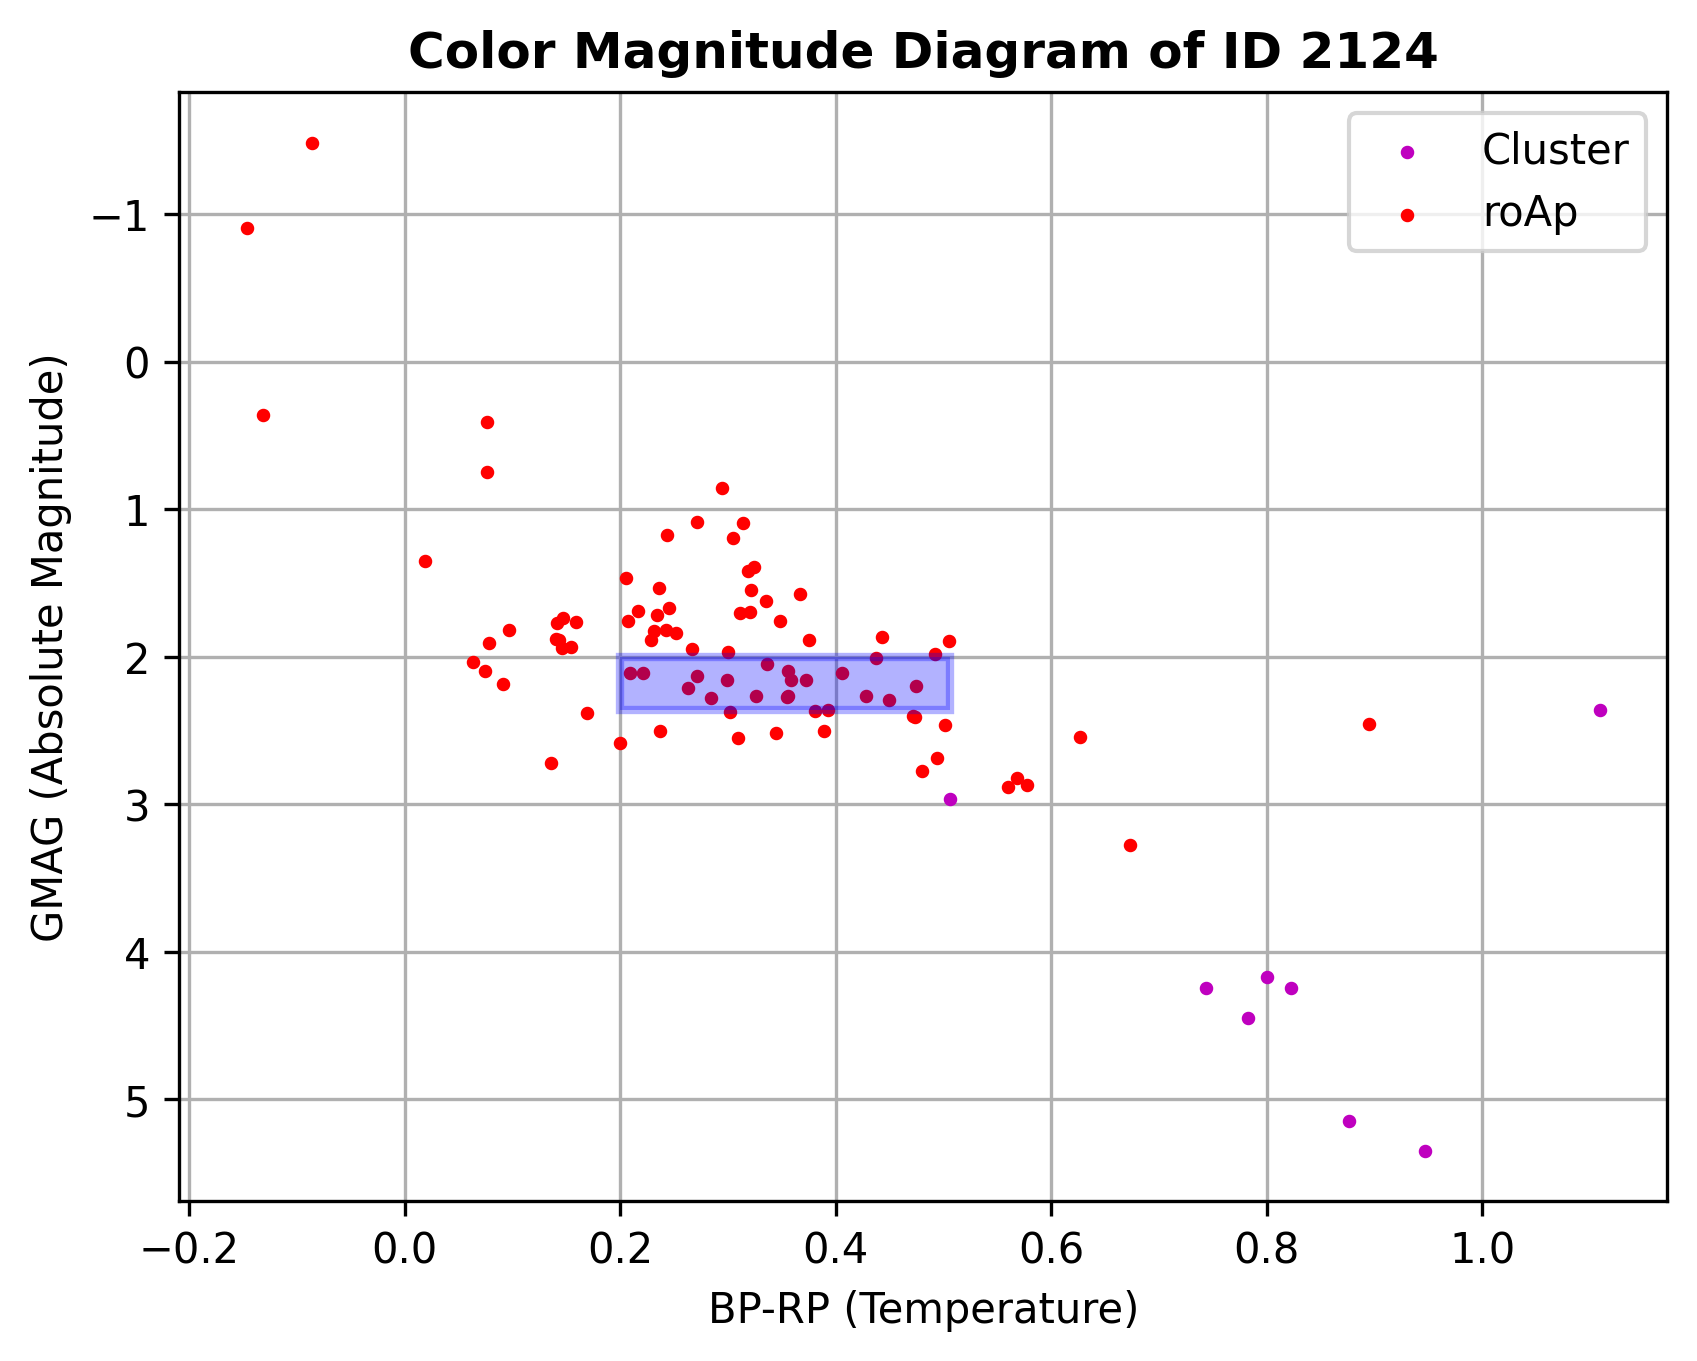 Color Magnitude Diagram of ID 2124
Cluster
roAp
GMAG (Absolute Magnitude)
−1
0
1
2
3
4
5
−0.2 0.0 0.2 0.4 0.6 0.8 1.0
BP-RP (Temperature)